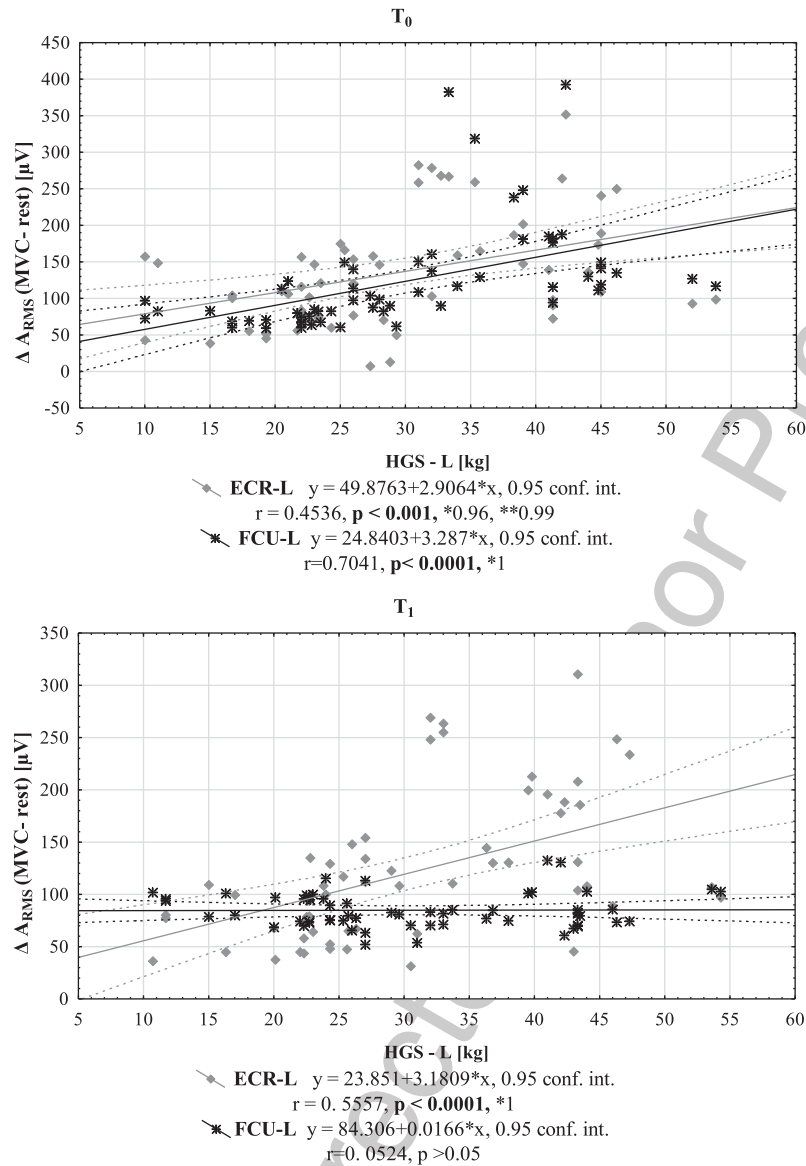 T0
450
400
350
300
250
200
150
100
50
0
-50
Δ ARMS (MVC- rest) [µV]
5 10 15 20 25 30 35 40 45 50 55 60
HGS - L [kg]
ECR-L y = 49.8763+2.9064*x, 0.95 conf. int.
r = 0.4536, p < 0.001, *0.96, **0.99
FCU-L y = 24.8403+3.287*x, 0.95 conf. int.
r=0.7041, p< 0.0001, *1
T1
350
300
250
200
150
100
50
0
Δ ARMS (MVC- rest) [µV]
5 10 15 20 25 30 35 40 45 50 55 60
HGS - L [kg]
ECR-L y = 23.851+3.1809*x, 0.95 conf. int.
r = 0. 5557, p < 0.0001, *1
FCU-L y = 84.306+0.0166*x, 0.95 conf. int.
r=0. 0524, p >0.05